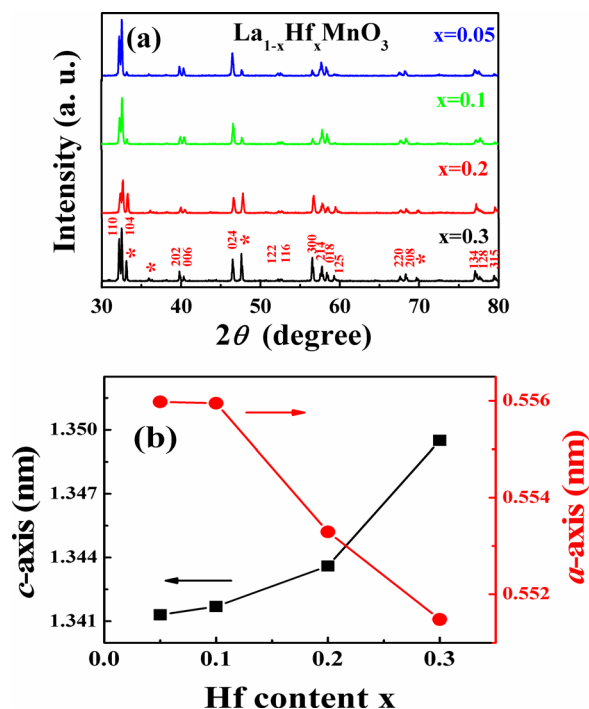 (a)
La1-xHfxMnO3
x=0.05
x=0.1
x=0.2
x=0.3
Intensity (a. u.)
110
104
*
*
202
006
024
*
122
116
300
214
018
125
220
208
*
134
128
315
30 40 50 60 70 80
2θ (degree)
(b)
c-axis (nm)
1.350
1.347
1.344
1.341
a-axis (nm)
0.556
0.554
0.552
0.0 0.1 0.2 0.3
Hf content x